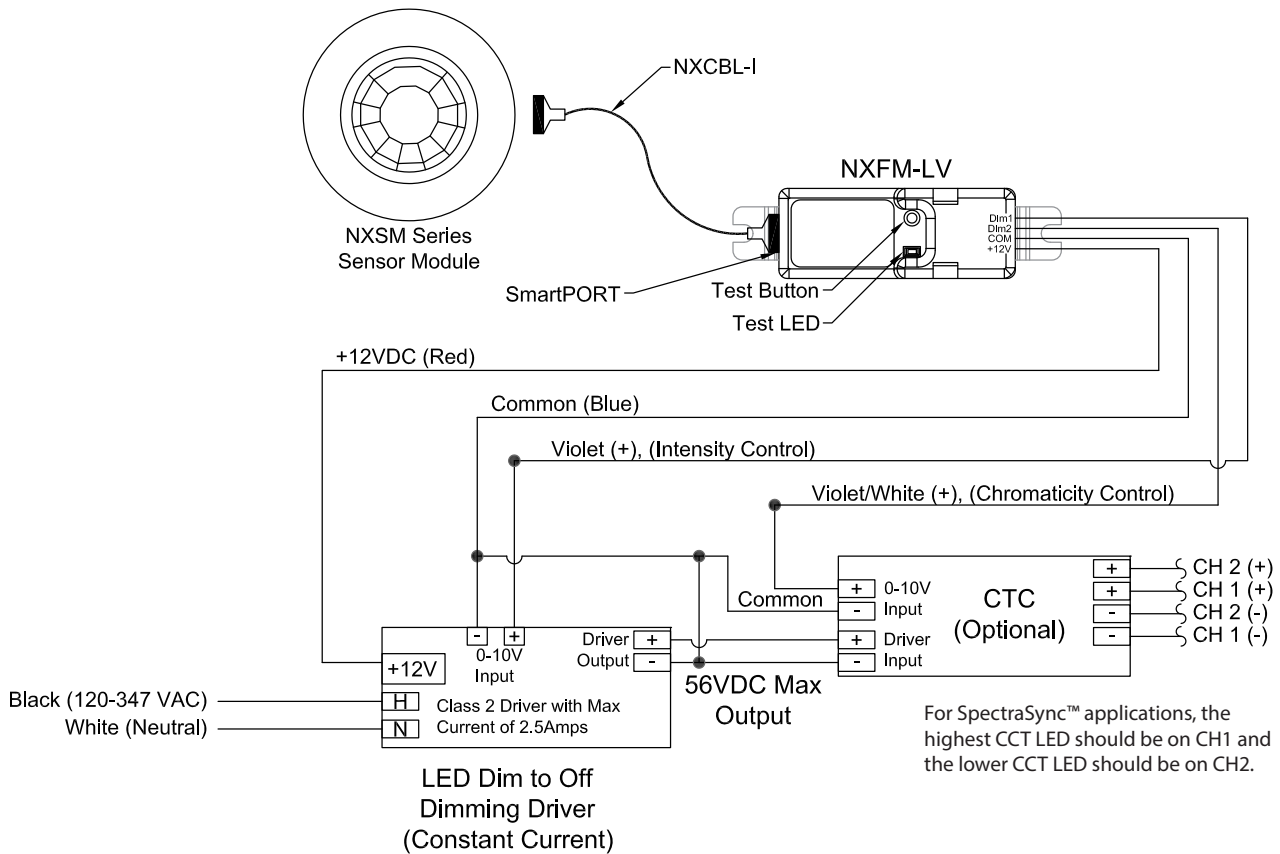 NXCBL-I
NXFM-LV
NXSM Series
Sensor Module
DIm1
DIm2
COM
+12V
SmartPORT
Test Button
Test LED
+12VDC (Red)
Common (Blue)
Violet (+), (Intensity Control)
Violet/White (+), (Chromaticity Control)
- +
0-10V
Input
+12V
Driver +
Output -
H
N
Class 2 Driver with Max
Current of 2.5Amps
Black (120-347 VAC)
White (Neutral)
LED Dim to Off
Dimming Driver
(Constant Current)
Common
56VDC Max
Output
+ 0-10V
- Input
+ Driver
- Input
CTC
(Optional)
+ CH 2 (+)
+ CH 1 (+)
- CH 2 (-)
- CH 1 (-)
For SpectraSync™ applications, the
highest CCT LED should be on CH1 and
the lower CCT LED should be on CH2.